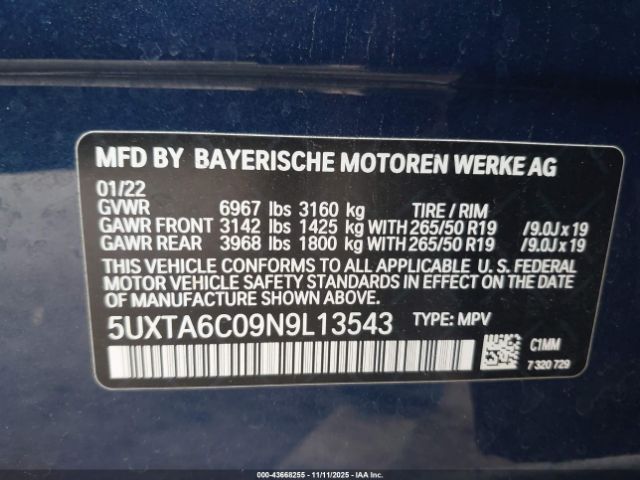 MFD BY BAYERISCHE MOTOREN WERKE AG
01/22
GVWR 6967 lbs 3160 kg TIRE / RIM
GAWR FRONT 3142 lbs 1425 kg WITH 265/50 R19 /9.0J x 19
GAWR REAR 3968 lbs 1800 kg WITH 265/50 R19 /9.0J x 19
THIS VEHICLE CONFORMS TO ALL APPLICABLE U. S. FEDERAL
MOTOR VEHICLE SAFETY STANDARDS IN EFFECT ON THE
DATE OF MANUFACTURE SHOWN ABOVE.
5UXTA6C09N9L13543 TYPE: MPV
C1MM
7 320 729
000-43668255 - 11/11/2025 - IAAI.com